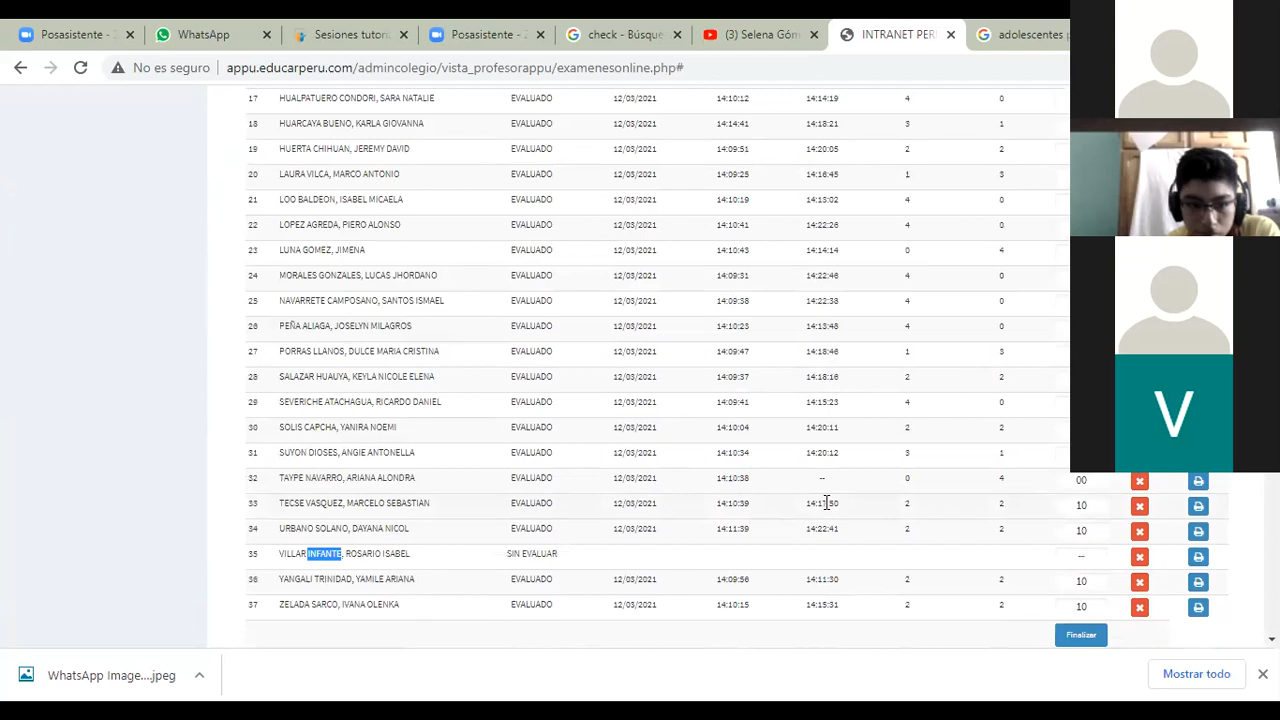 Posasistente - Z
WhatsApp
Sesiones tutori
Posasistente - Z
check - Búsque
(3) Selena Góm
INTRANET PER
adolescentes p
No es seguro appu.educarperu.com/admincolegio/vista_profesorappu/examenesonline.php#
17 HUALPATUERO CONDORI, SARA NATALIE EVALUADO 12/03/2021 14:10:12 14:14:19 4 0
18 HUARCAYA BUENO, KARLA GIOVANNA EVALUADO 12/03/2021 14:14:41 14:18:21 3 1
19 HUERTA CHIHUAN, JEREMY DAVID EVALUADO 12/03/2021 14:09:51 14:20:05 2 2
20 LAURA VILCA, MARCO ANTONIO EVALUADO 12/03/2021 14:09:25 14:16:45 1 3
21 LOO BALDEON, ISABEL MICAELA EVALUADO 12/03/2021 14:10:19 14:13:02 4 0
22 LOPEZ AGREDA, PIERO ALONSO EVALUADO 12/03/2021 14:10:41 14:22:26 4 0
23 LUNA GOMEZ, JIMENA EVALUADO 12/03/2021 14:10:43 14:14:14 0 4
24 MORALES GONZALES, LUCAS JHORDANO EVALUADO 12/03/2021 14:09:31 14:22:46 4 0
25 NAVARRETE CAMPOSANO, SANTOS ISMAEL EVALUADO 12/03/2021 14:09:38 14:22:38 4 0
26 PEÑA ALIAGA, JOSELYN MILAGROS EVALUADO 12/03/2021 14:10:23 14:13:48 4 0
27 PORRAS LLANOS, DULCE MARIA CRISTINA EVALUADO 12/03/2021 14:09:47 14:18:46 1 3
28 SALAZAR HUAUYA, KEYLA NICOLE ELENA EVALUADO 12/03/2021 14:09:37 14:18:16 2 2
29 SEVERICHE ATACHAGUA, RICARDO DANIEL EVALUADO 12/03/2021 14:09:41 14:15:23 4 0
30 SOLIS CAPCHA, YANIRA NOEMI EVALUADO 12/03/2021 14:10:04 14:20:11 2 2
31 SUYON DIOSES, ANGIE ANTONELLA EVALUADO 12/03/2021 14:10:34 14:20:12 3 1
32 TAYPE NAVARRO, ARIANA ALONDRA EVALUADO 12/03/2021 14:10:38 -- 0 4 00
33 TECSE VASQUEZ, MARCELO SEBASTIAN EVALUADO 12/03/2021 14:10:39 2 2 10
34 URBANO SOLANO, DAYANA NICOL EVALUADO 12/03/2021 14:11:39 14:22:41 2 2 10
35 VILLAR INFANTE, ROSARIO ISABEL SIN EVALUAR --
36 YANGALI TRINIDAD, YAMILE ARIANA EVALUADO 12/03/2021 14:09:56 14:11:30 2 2 10
37 ZELADA SARCO, IVANA OLENKA EVALUADO 12/03/2021 14:10:15 14:15:31 2 2 10
Finalizar
V
WhatsApp Image....jpeg
Mostrar todo